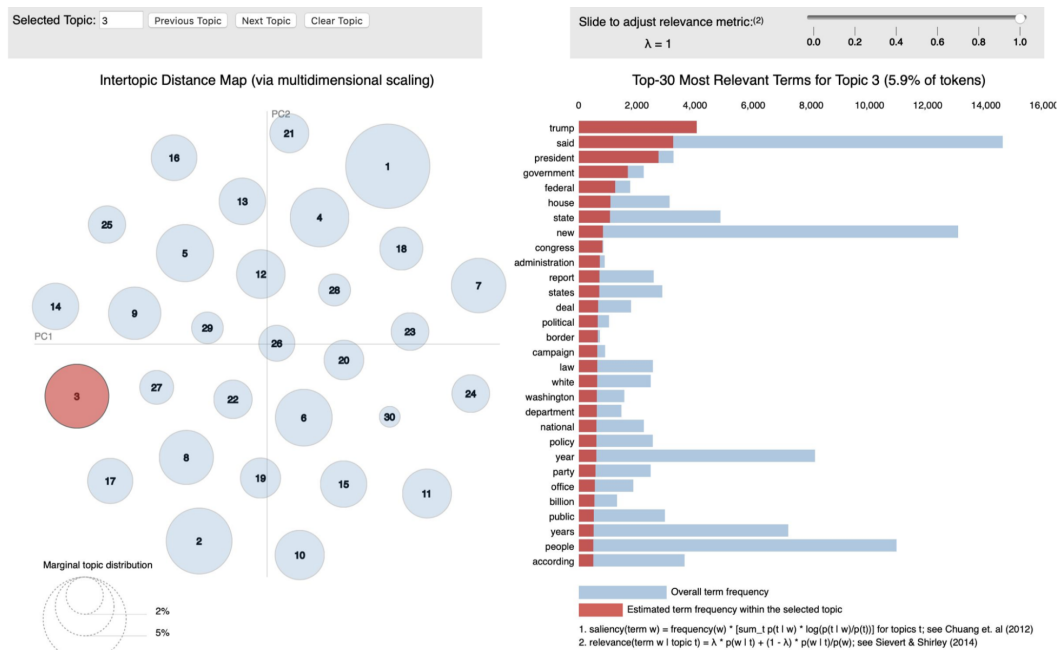 Selected Topic: 3 Previous Topic Next Topic Clear Topic
Slide to adjust relevance metric:(2)
λ = 1
0.0 0.2 0.4 0.6 0.8 1.0
Intertopic Distance Map (via multidimensional scaling)
PC2
PC1
21
1
16
13
4
25
5
18
12
7
28
14
9
29
23
26
20
3
27
24
22
6
30
8
17
19
15
11
2
10
Marginal topic distribution
2%
5%
Top-30 Most Relevant Terms for Topic 3 (5.9% of tokens)
0 2,000 4,000 6,000 8,000 10,000 12,000 14,000 16,000
trump
said
president
government
federal
house
state
new
congress
administration
report
states
deal
political
border
campaign
law
white
washington
department
national
policy
year
party
office
billion
public
years
people
according
Overall term frequency
Estimated term frequency within the selected topic
1. saliency(term w) = frequency(w) * [sum_t p(t | w) * log(p(t | w)/p(t))] for topics t; see Chuang et. al (2012)
2. relevance(term w | topic t) = λ * p(w | t) + (1 - λ) * p(w | t)/p(w); see Sievert & Shirley (2014)